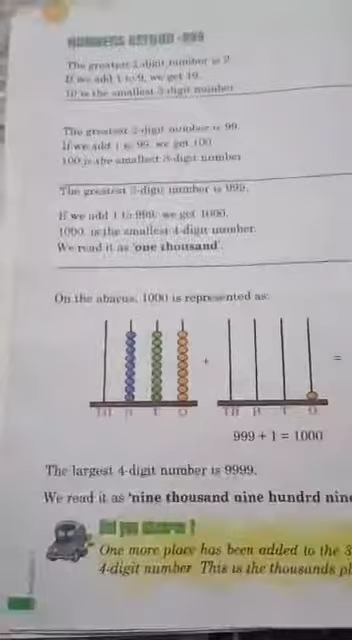 NUMBERS BEYOND - 999
The greatest 1-digit number is 9.
If we add 1 to 9, we get 10.
10 is the smallest 2-digit number
The greatest 2-digit number is 99.
If we add 1 to 99, we get 100
100 is the smallest 3-digit number
The greatest 3-digit number is 999.
If we add 1 to 999, we get 1000.
1000 is the smallest 4-digit number.
We read it as 'one thousand'.
On the abacus, 1000 is represented as:
+ =
TH H T O TH H T O
999 + 1 = 1000
The largest 4-digit number is 9999.
We read it as 'nine thousand nine hundrd nine
Did you observe !
One more place has been added to the 3
4-digit number This is the thousands pl